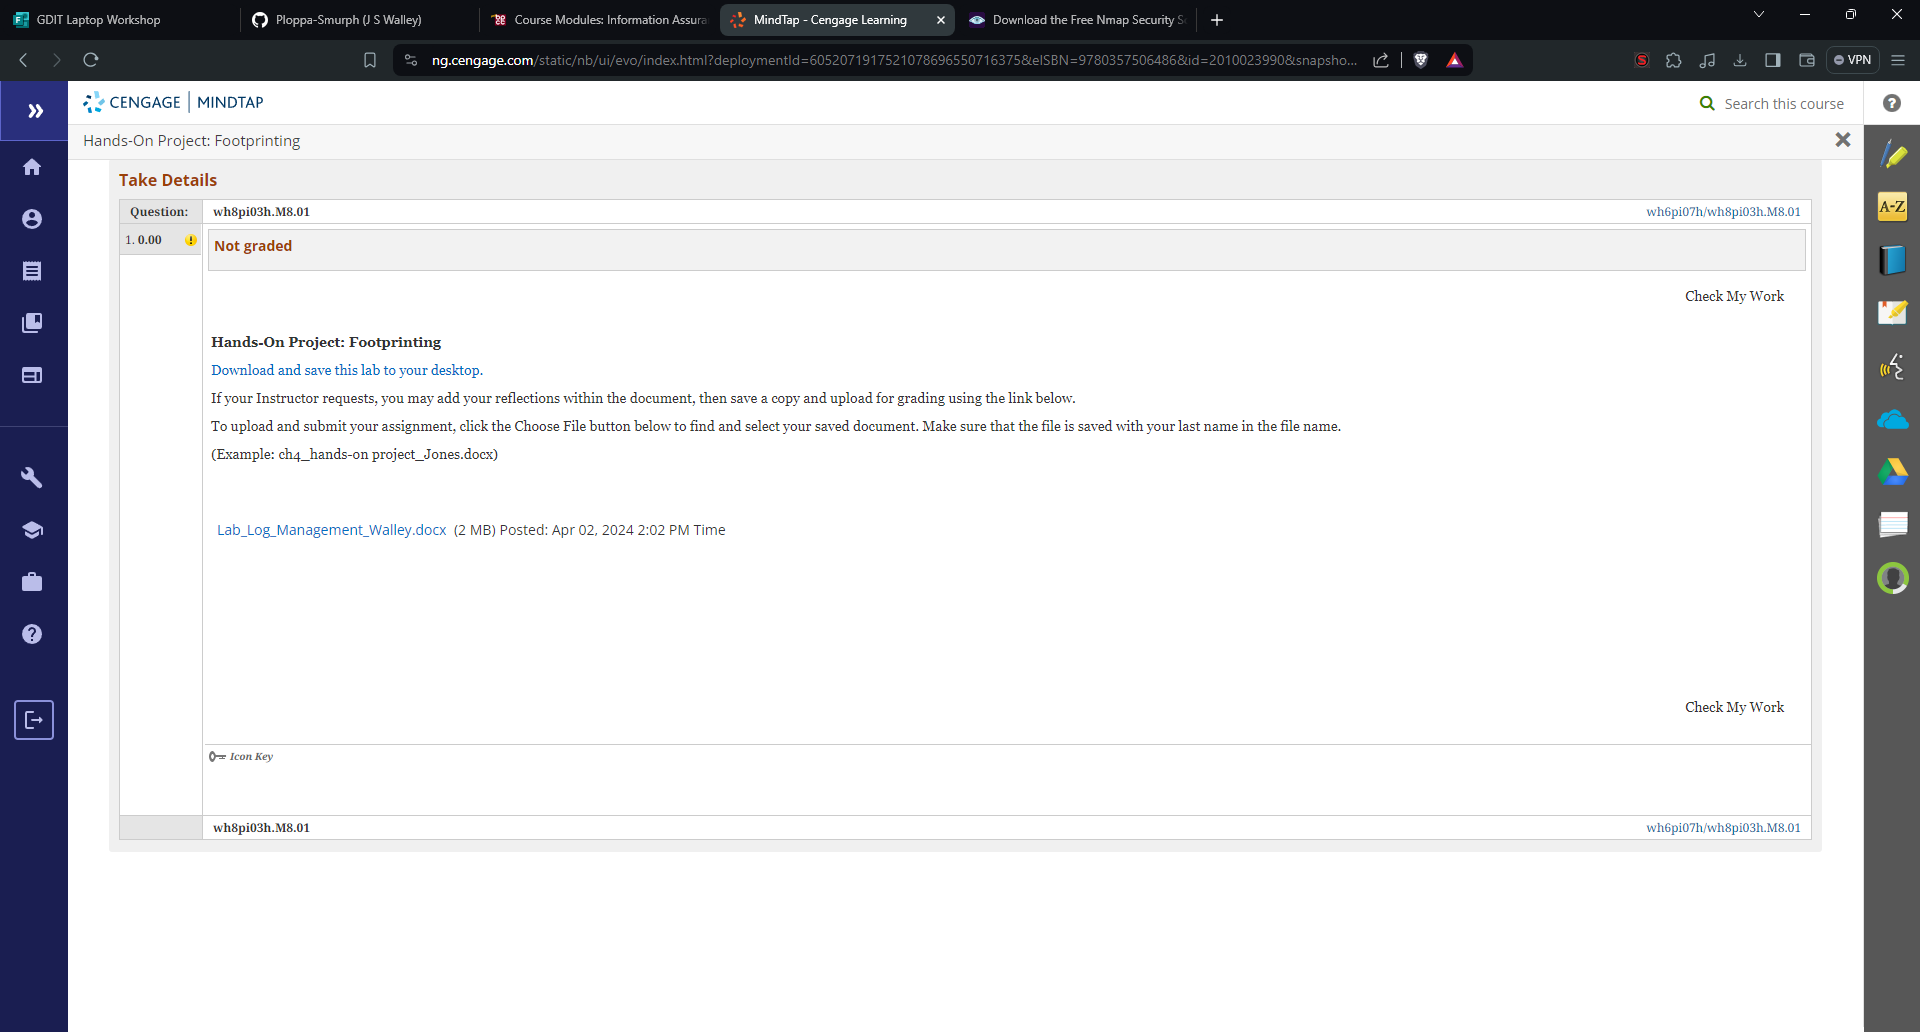 GDIT Laptop Workshop
Ploppa-Smurph (J S Walley)
Course Modules: Information Assura
MindTap - Cengage Learning
Download the Free Nmap Security S
ng.cengage.com/static/nb/ui/evo/index.html?deploymentId=6052071917521078696550716375&eISBN=9780357506486&id=2010023990&snapsho...
VPN
CENGAGE | MINDTAP
Search this course
Hands-On Project: Footprinting
Take Details
Question:
wh8pi03h.M8.01
wh6pi07h/wh8pi03h.M8.01
1. 0.00
Not graded
Check My Work
Hands-On Project: Footprinting
Download and save this lab to your desktop.
If your Instructor requests, you may add your reflections within the document, then save a copy and upload for grading using the link below.
To upload and submit your assignment, click the Choose File button below to find and select your saved document. Make sure that the file is saved with your last name in the file name.
(Example: ch4_hands-on project_Jones.docx)
Lab_Log_Management_Walley.docx (2 MB) Posted: Apr 02, 2024 2:02 PM Time
Check My Work
Icon Key
wh8pi03h.M8.01
wh6pi07h/wh8pi03h.M8.01
A-Z